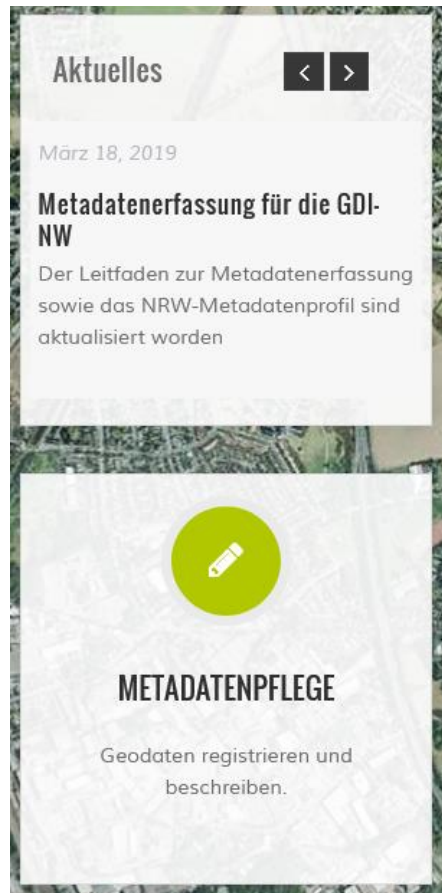 Aktuelles
März 18, 2019
Metadatenerfassung für die GDI-
NW
Der Leitfaden zur Metadatenerfassung
sowie das NRW-Metadatenprofil sind
aktualisiert worden
METADATENPFLEGE
Geodaten registrieren und
beschreiben.